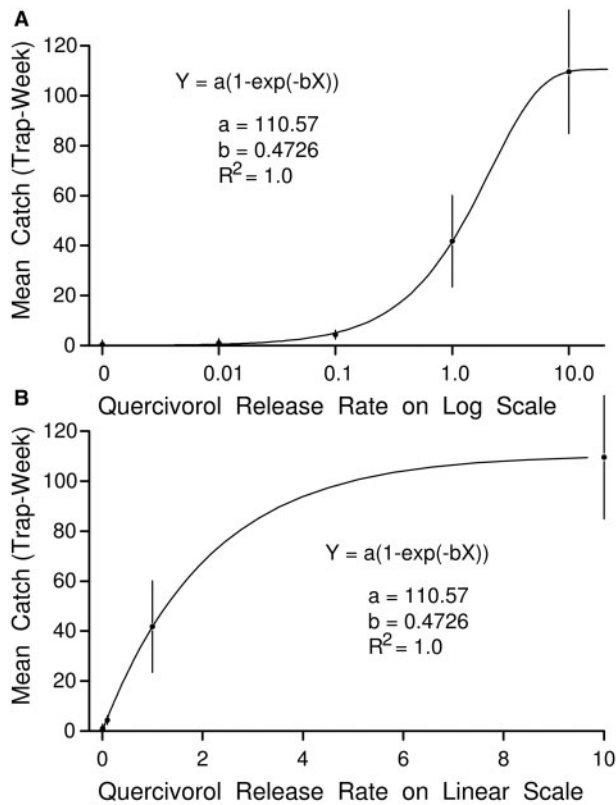 A
120
100
80
60
40
20
0
Mean Catch (Trap-Week)
Y = a(1-exp(-bX))
a = 110.57
b = 0.4726
R² = 1.0
0 0.01 0.1 1.0 10.0
Quercivorol Release Rate on Log Scale
B
120
100
80
60
40
20
0
Mean Catch (Trap-Week)
Y = a(1-exp(-bX))
a = 110.57
b = 0.4726
R² = 1.0
0 2 4 6 8 10
Quercivorol Release Rate on Linear Scale